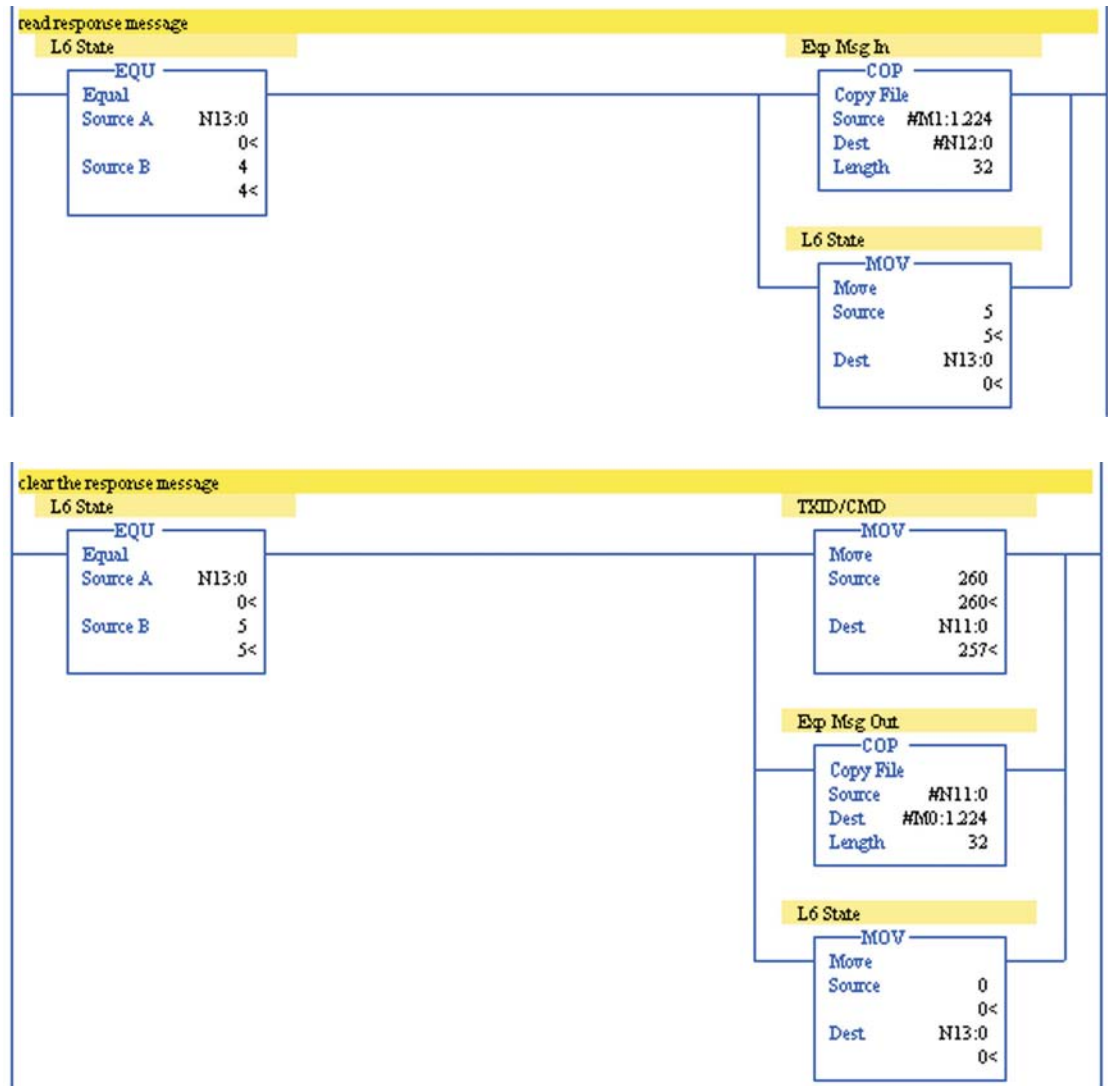 read response message
L6 State
EQU
Equal
Source A N13:0
0<
Source B 4
4<
Exp Msg In
COP
Copy File
Source #M1:1.224
Dest #N12:0
Length 32
L6 State
MOV
Move
Source 5
5<
Dest N13:0
0<
clear the response message
L6 State
EQU
Equal
Source A N13:0
0<
Source B 5
5<
TXID/CMD
MOV
Move
Source 260
260<
Dest N11:0
257<
Exp Msg Out
COP
Copy File
Source #N11:0
Dest #M0:1.224
Length 32
L6 State
MOV
Move
Source 0
0<
Dest N13:0
0<